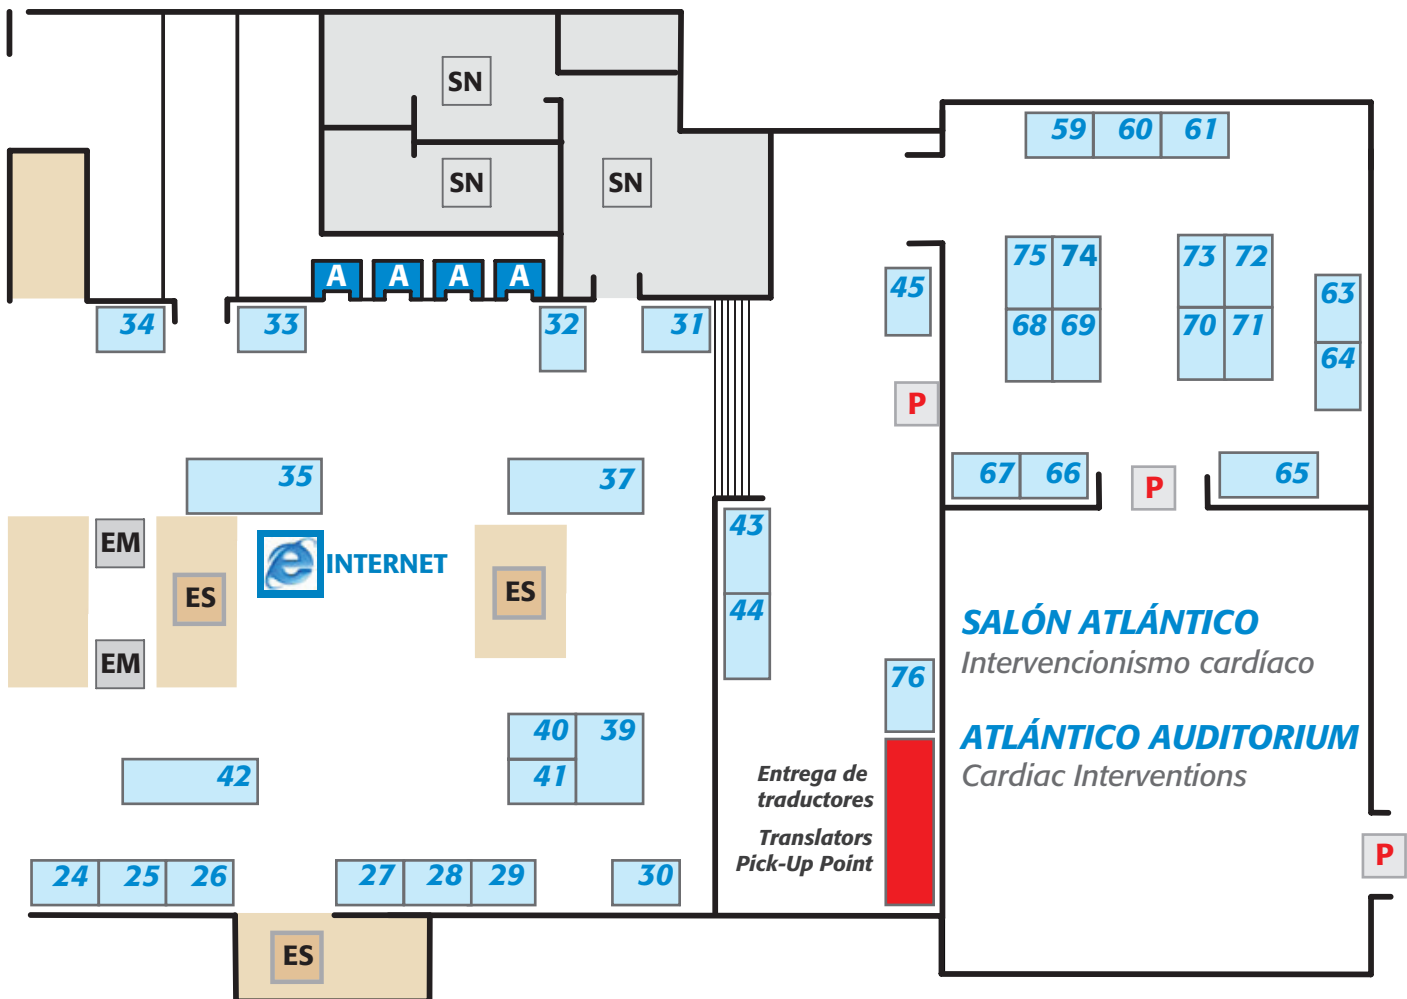 SN
59 60 61
SN
SN
75 74
73 72
A A A A
45
63
34
33
32
31
68 69
70 71
64
P
35
37
67 66
P
65
43
EM
INTERNET
ES
ES
44
SALÓN ATLÁNTICO
Intervencionismo cardíaco
EM
76
40 39
ATLÁNTICO AUDITORIUM
Cardiac Interventions
42
41
Entrega de
traductores
Translators
Pick-Up Point
P
24 25 26
27 28 29
30
ES